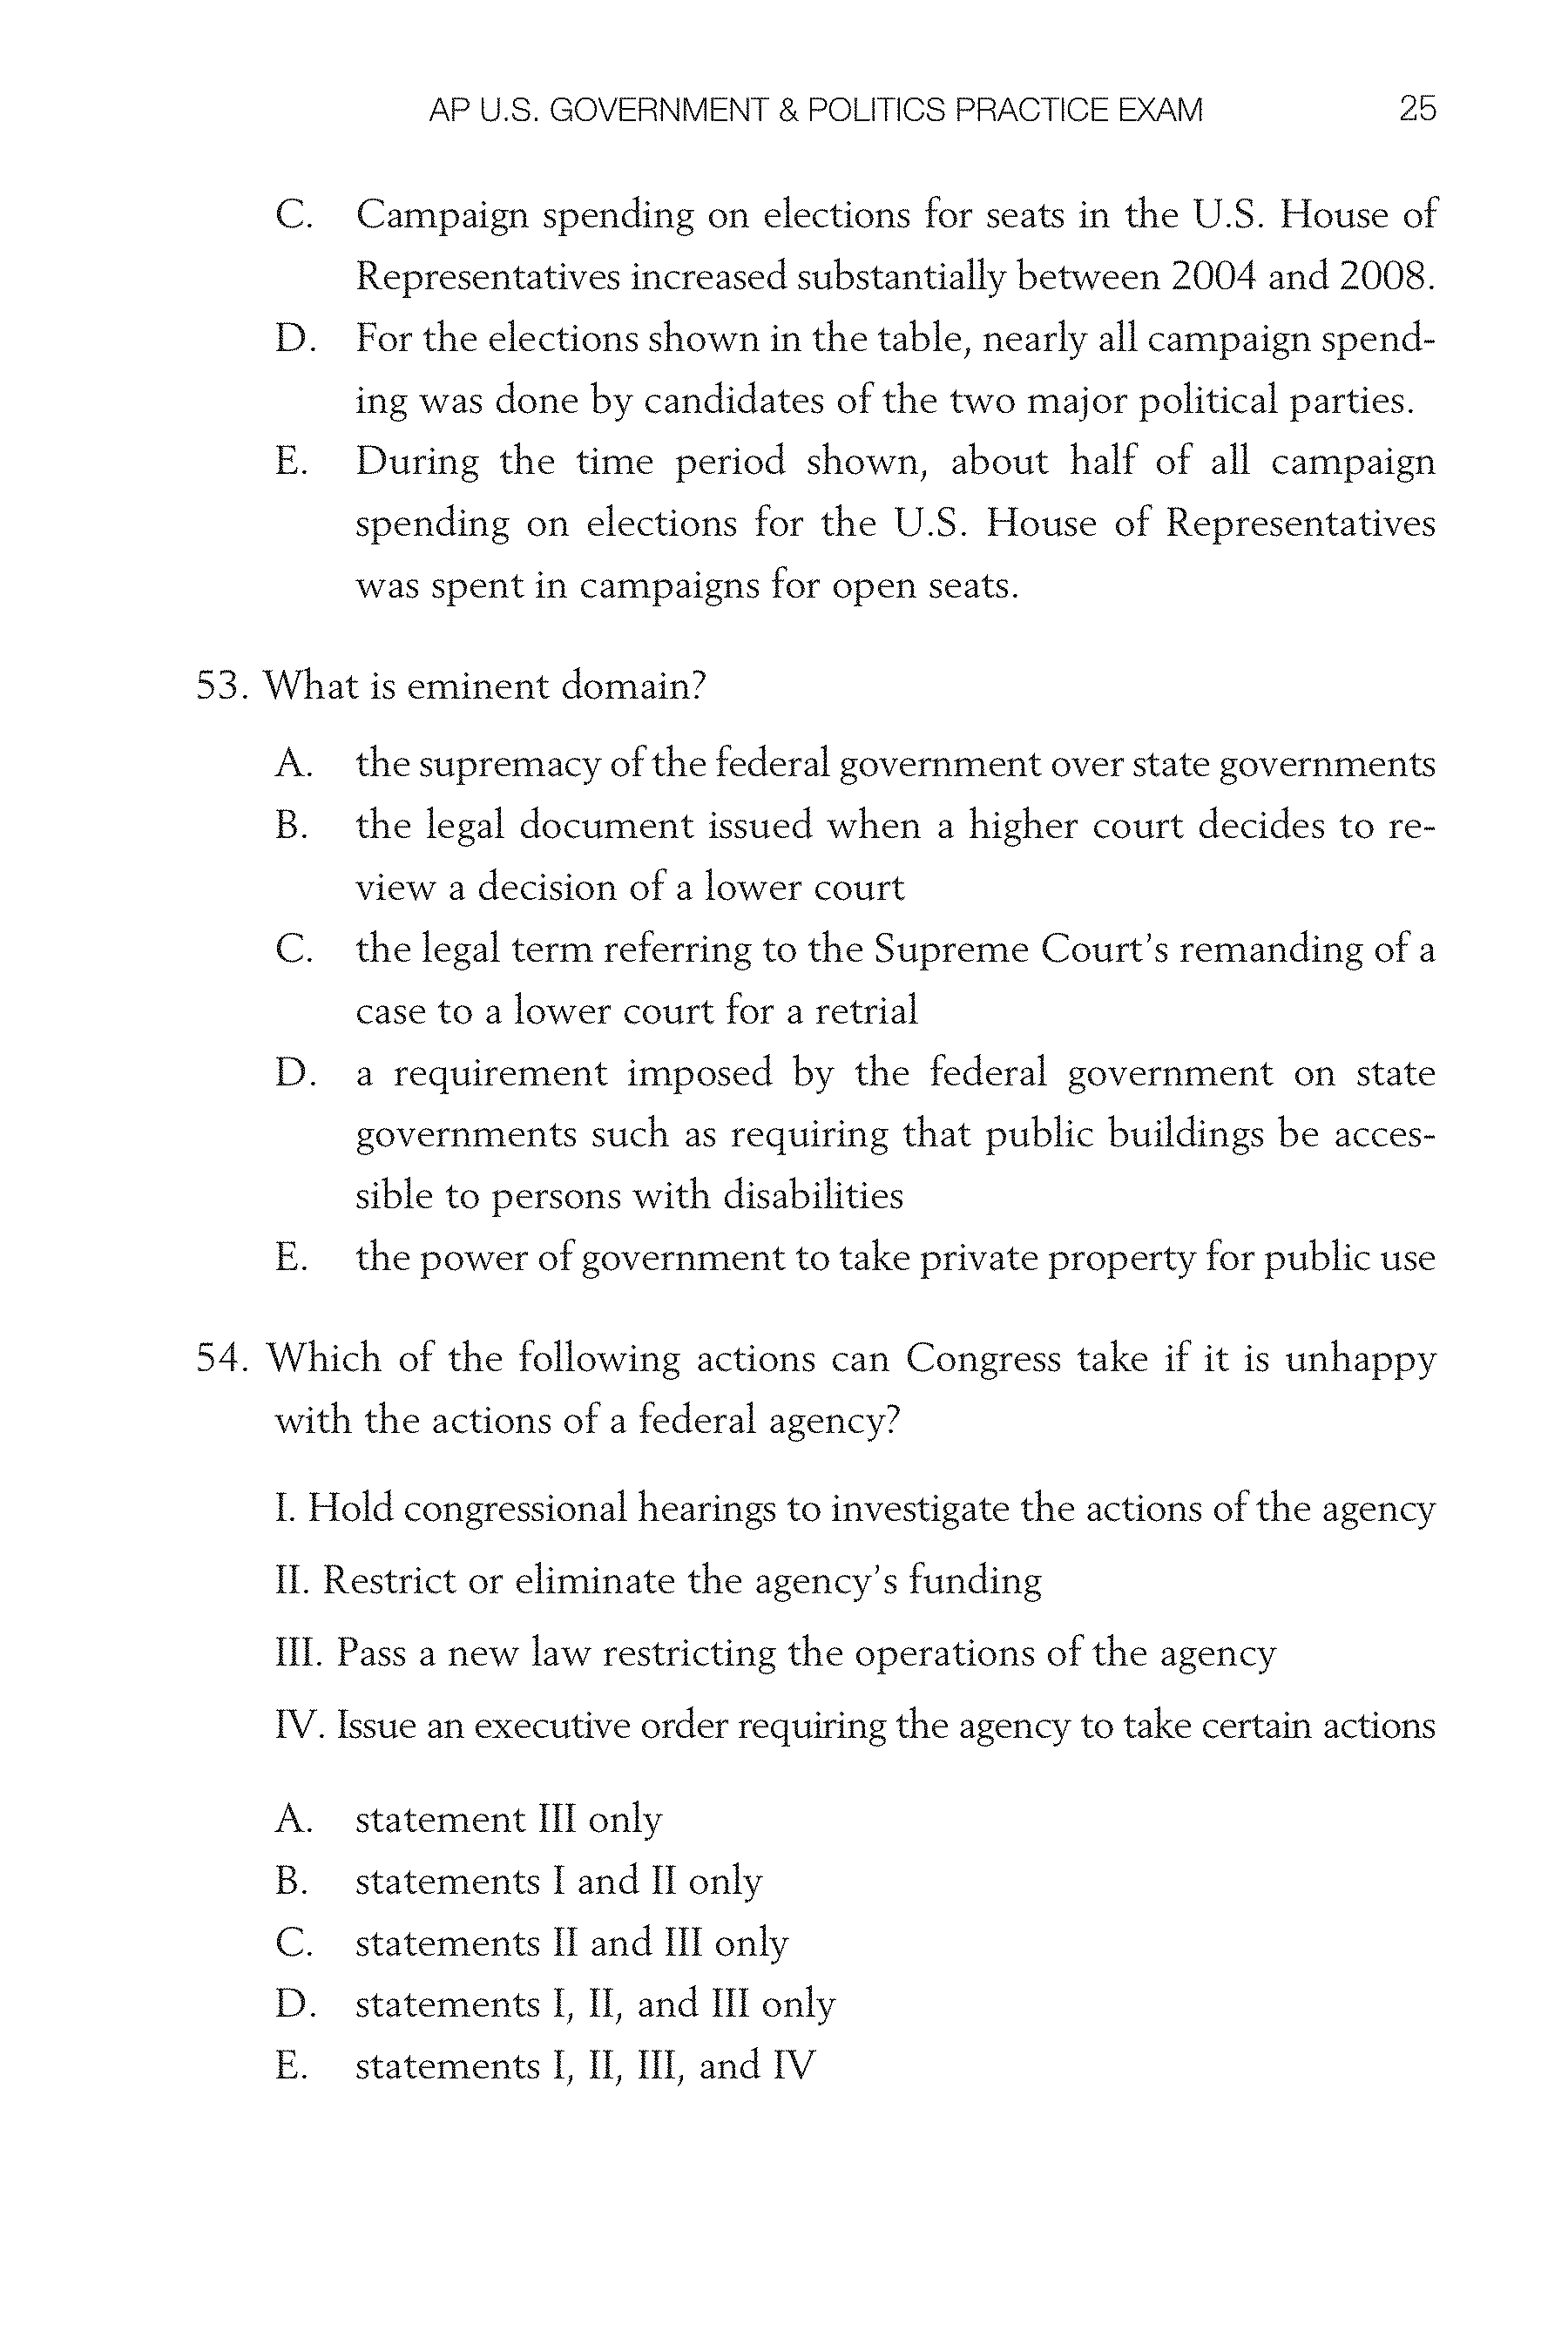 AP U.S. GOVERNMENT & POLITICS PRACTICE EXAM 25
C. Campaign spending on elections for seats in the U.S. House of
Representatives increased substantially between 2004 and 2008.
D. For the elections shown in the table, nearly all campaign spend-
ing was done by candidates of the two major political parties.
E. During the time period shown, about half of all campaign
spending on elections for the U.S. House of Representatives
was spent in campaigns for open seats.
53. What is eminent domain?
A. the supremacy of the federal government over state governments
B. the legal document issued when a higher court decides to re-
view a decision of a lower court
C. the legal term referring to the Supreme Court's remanding of a
case to a lower court for a retrial
D. a requirement imposed by the federal government on state
governments such as requiring that public buildings be acces-
sible to persons with disabilities
E. the power of government to take private property for public use
54. Which of the following actions can Congress take if it is unhappy
with the actions of a federal agency?
I. Hold congressional hearings to investigate the actions of the agency
II. Restrict or eliminate the agency's funding
III. Pass a new law restricting the operations of the agency
IV. Issue an executive order requiring the agency to take certain actions
A. statement III only
B. statements I and II only
C. statements II and III only
D. statements I, II, and III only
E. statements I, II, III, and IV